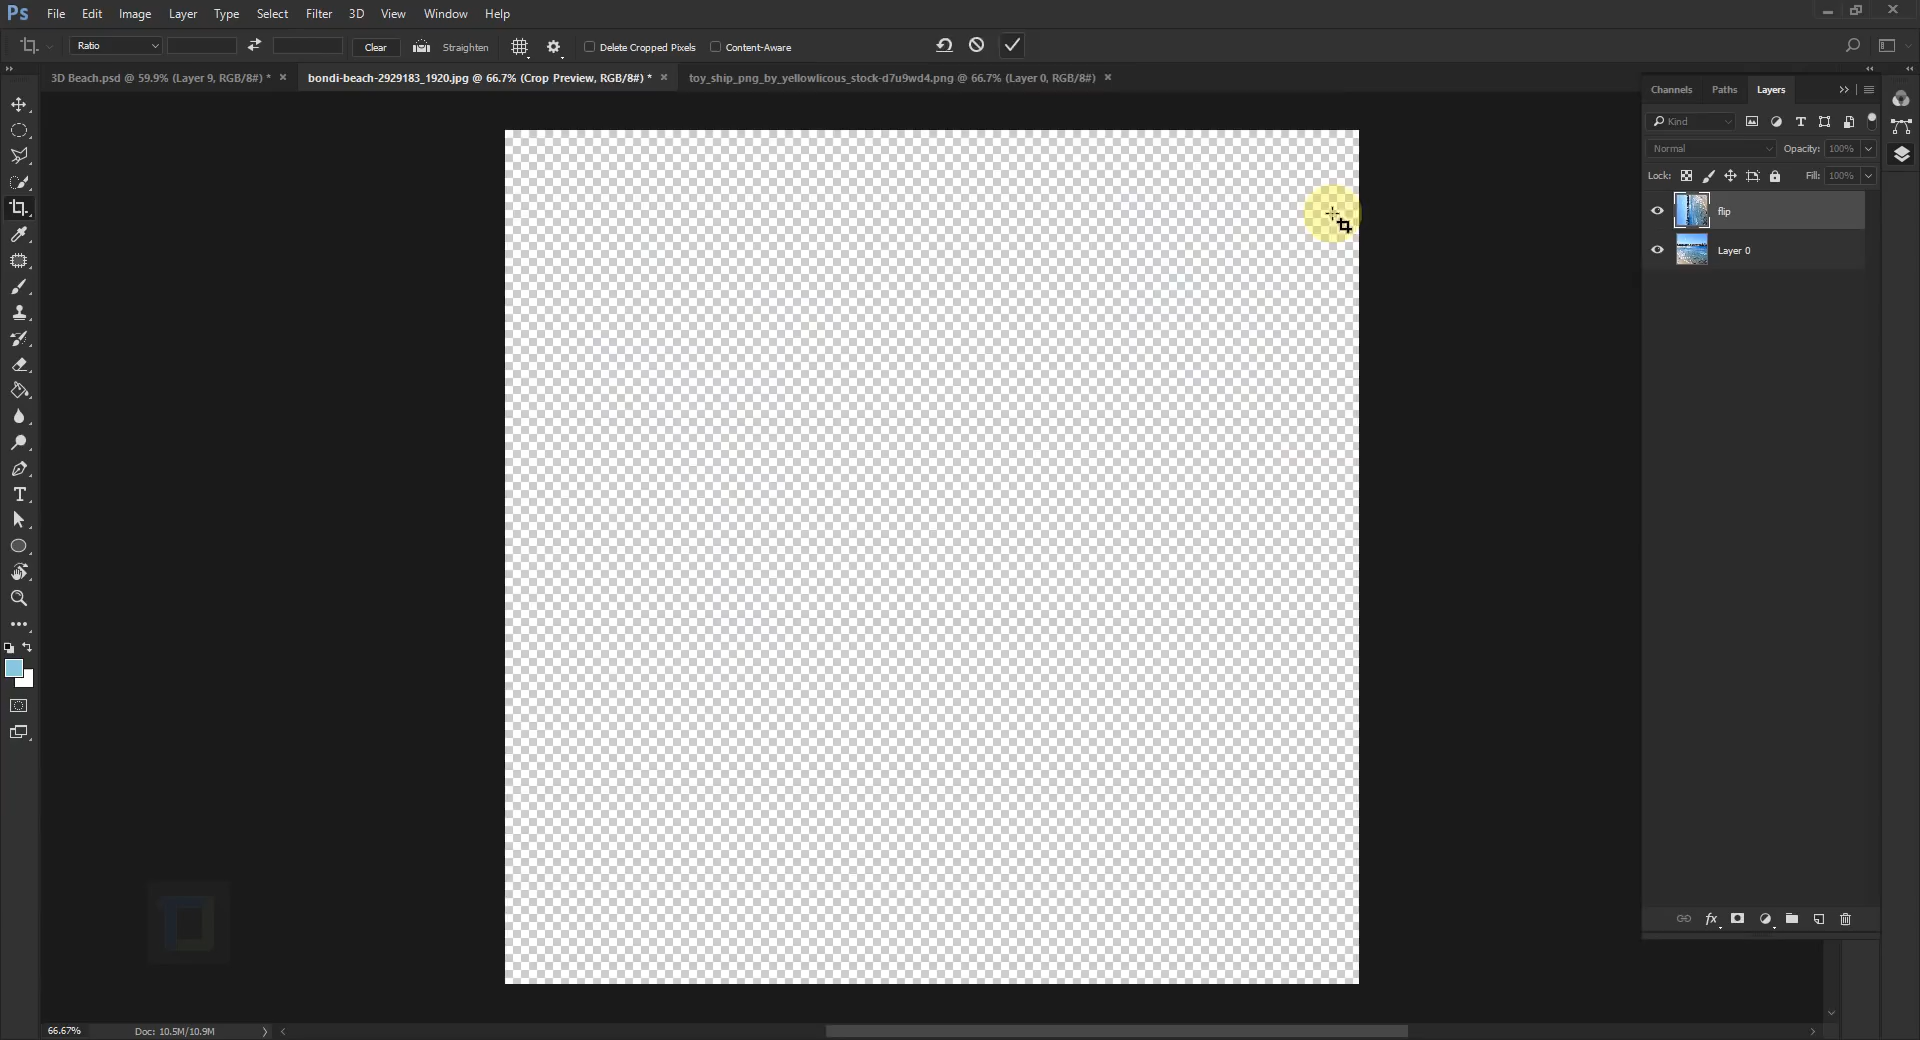 Ps File Edit Image Layer Type Select Filter 3D View Window Help
Ratio Clear Straighten Delete Cropped Pixels Content-Aware
3D Beach.psd @ 59.9% (Layer 9, RGB/8#) * × bondi-beach-2929183_1920.jpg @ 66.7% (Crop Preview, RGB/8#) * × toy_ship_png_by_yellowlicous_stock-d7u9wd4.png @ 66.7% (Layer 0, RGB/8#) ×
Channels Paths Layers
Kind
Normal Opacity: 100%
Lock: Fill: 100%
flip
Layer 0
fx
66.67% Doc: 10.5M/10.9M